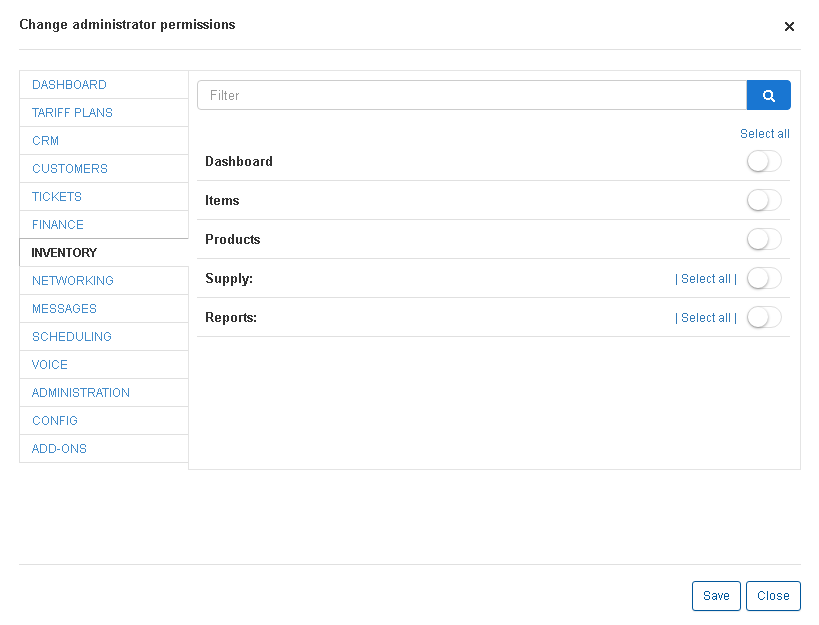 Change administrator permissions
DASHBOARD
TARIFF PLANS
CRM
CUSTOMERS
TICKETS
FINANCE
INVENTORY
NETWORKING
MESSAGES
SCHEDULING
VOICE
ADMINISTRATION
CONFIG
ADD-ONS
Filter
Select all
Dashboard
Items
Products
Supply: | Select all |
Reports: | Select all |
Save Close